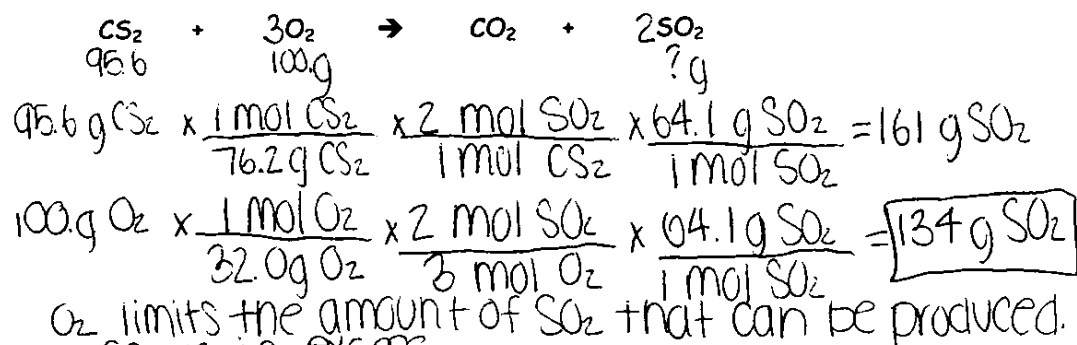 CS₂ + 3O₂ → CO₂ + 2SO₂
95.6 100.g ?g
95.6 g CS₂ x 1 mol CS₂ / 76.2 g CS₂ x 2 mol SO₂ / 1 mol CS₂ x 64.1 g SO₂ / 1 mol SO₂ = 161 g SO₂
100.g O₂ x 1 mol O₂ / 32.0g O₂ x 2 mol SO₂ / 3 mol O₂ x 64.1g SO₂ / 1 mol SO₂ = 134 g SO₂
O₂ limits the amount of SO₂ that can be produced.